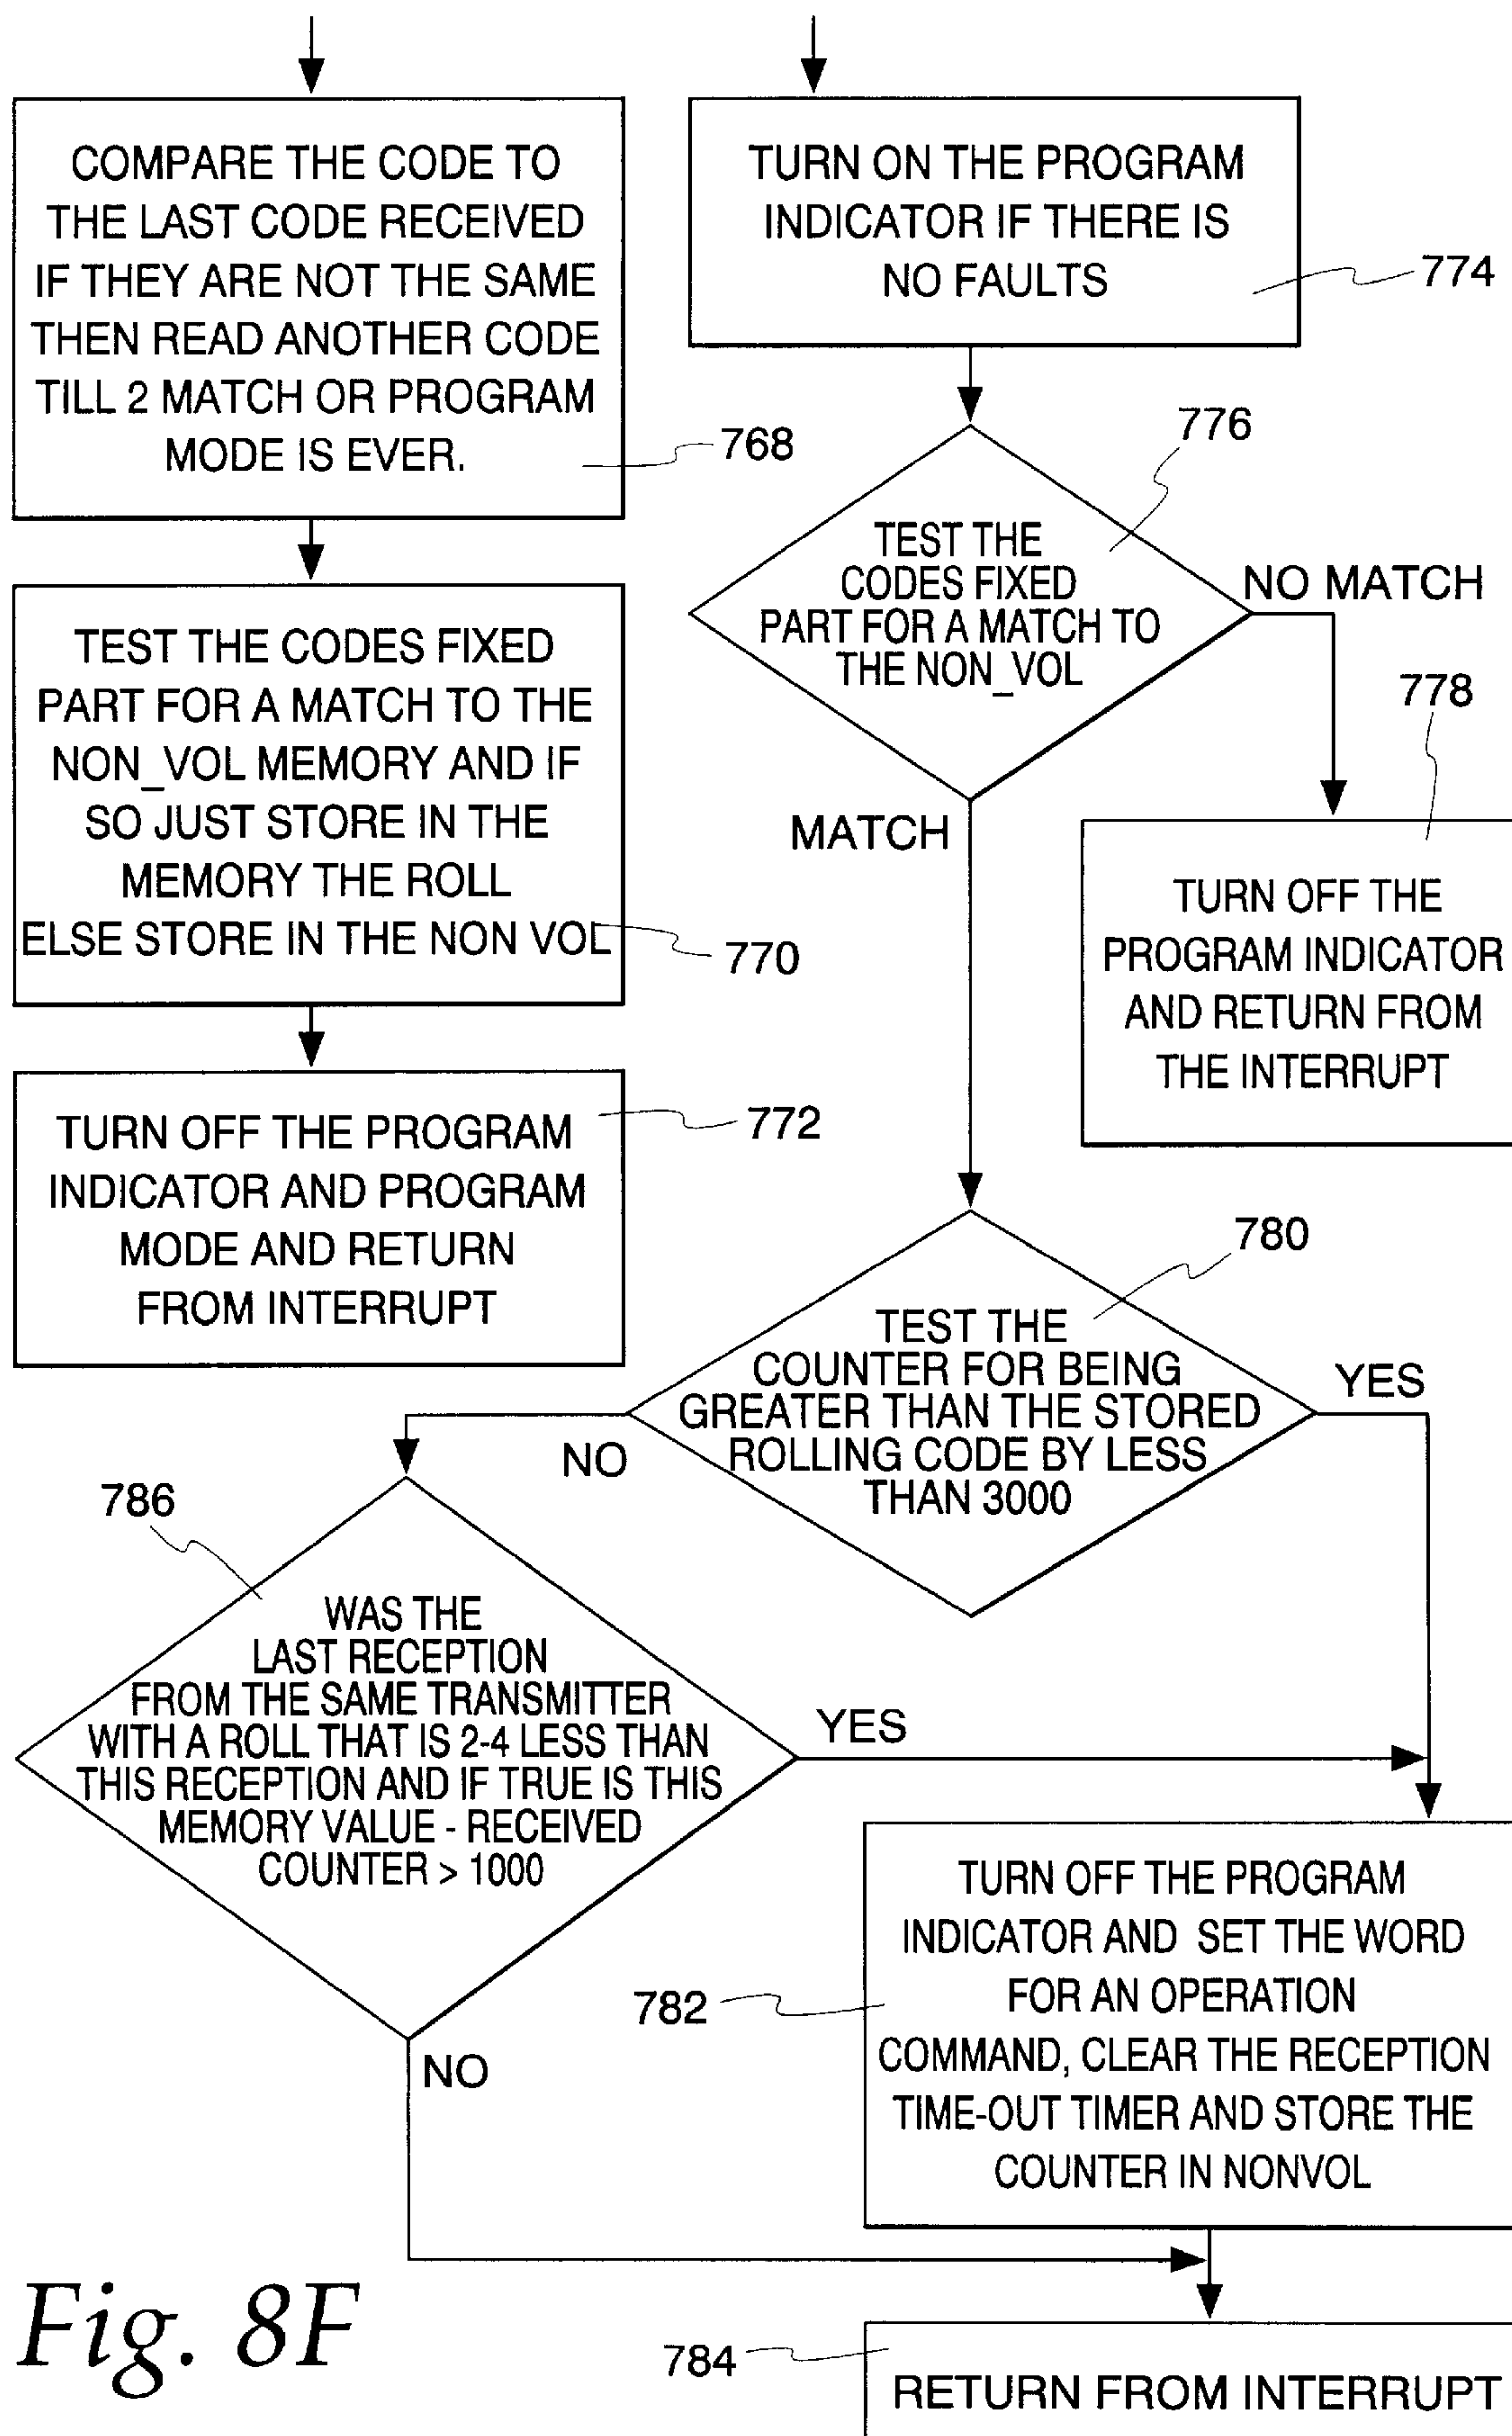 COMPARE THE CODE TO
THE LAST CODE RECEIVED
IF THEY ARE NOT THE SAME
THEN READ ANOTHER CODE
TILL 2 MATCH OR PROGRAM
MODE IS EVER.
768
TEST THE CODES FIXED
PART FOR A MATCH TO THE
NON_VOL MEMORY AND IF
SO JUST STORE IN THE
MEMORY THE ROLL
ELSE STORE IN THE NON VOL
770
TURN OFF THE PROGRAM
INDICATOR AND PROGRAM
MODE AND RETURN
FROM INTERRUPT
772
TURN ON THE PROGRAM
INDICATOR IF THERE IS
NO FAULTS
774
776
TEST THE
CODES FIXED
PART FOR A MATCH TO
THE NON_VOL
NO MATCH
MATCH
778
TURN OFF THE
PROGRAM INDICATOR
AND RETURN FROM
THE INTERRUPT
780
TEST THE
COUNTER FOR BEING
GREATER THAN THE STORED
ROLLING CODE BY LESS
THAN 3000
YES
NO
786
WAS THE
LAST RECEPTION
FROM THE SAME TRANSMITTER
WITH A ROLL THAT IS 2-4 LESS THAN
THIS RECEPTION AND IF TRUE IS THIS
MEMORY VALUE - RECEIVED
COUNTER > 1000
YES
NO
782
TURN OFF THE PROGRAM
INDICATOR AND SET THE WORD
FOR AN OPERATION
COMMAND, CLEAR THE RECEPTION
TIME-OUT TIMER AND STORE THE
COUNTER IN NONVOL
784
RETURN FROM INTERRUPT
Fig. 8F